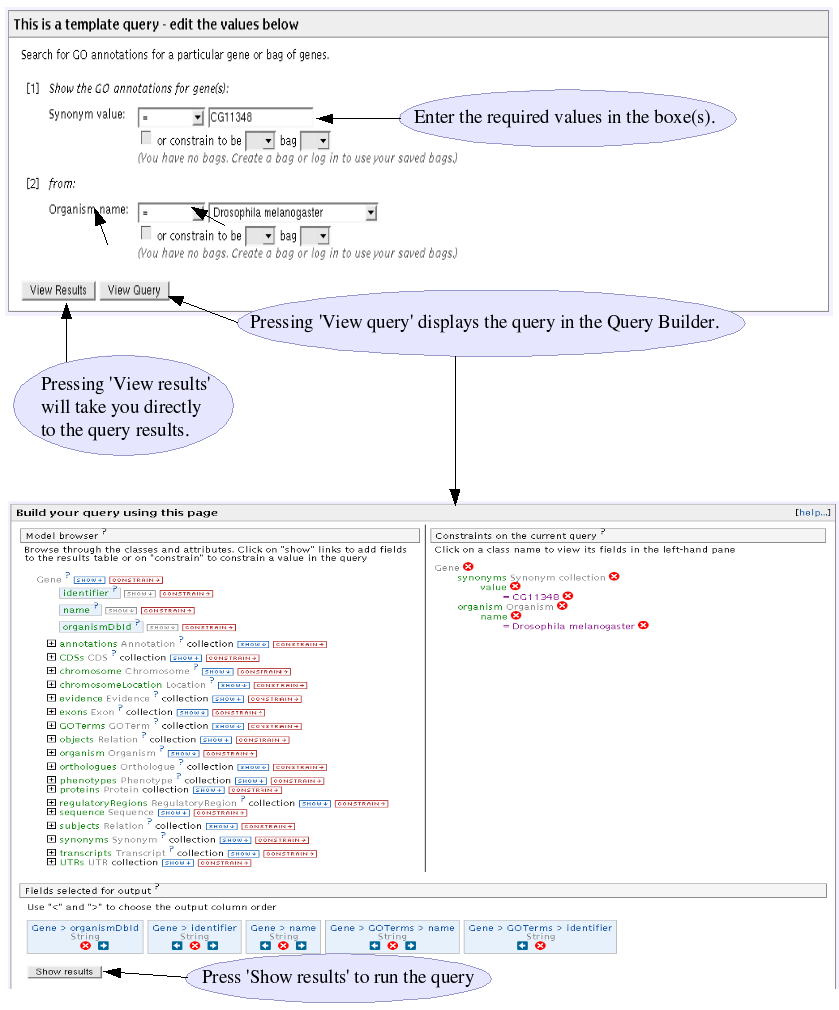 This is a template query - edit the values below
Search for GO annotations for a particular gene or bag of genes.
[1] Show the GO annotations for gene(s):
Synonym value: = CG11348
Enter the required values in the boxe(s).
or constrain to be bag
(You have no bags. Create a bag or log in to use your saved bags.)
[2] from:
Organism name: = Drosophila melanogaster
or constrain to be bag
(You have no bags. Create a bag or log in to use your saved bags.)
View Results View Query
Pressing 'View query' displays the query in the Query Builder.
Pressing 'View results'
will take you directly
to the query results.
Build your query using this page [help...]
Model browser ?
Browse through the classes and attributes. Click on "show" links to add fields
to the results table or on "constrain" to constrain a value in the query
Gene ? SHOW CONSTRAIN
identifier ? SHOW CONSTRAIN
name ? SHOW CONSTRAIN
organismDbId ? SHOW CONSTRAIN
annotations Annotation ? collection SHOW CONSTRAIN
CDSs CDS ? collection SHOW CONSTRAIN
chromosome Chromosome ? SHOW CONSTRAIN
chromosomeLocation Location ? SHOW CONSTRAIN
evidence Evidence ? collection SHOW CONSTRAIN
exons Exon ? collection SHOW CONSTRAIN
GOTerms GOTerm ? collection SHOW CONSTRAIN
objects Relation ? collection SHOW CONSTRAIN
organism Organism ? SHOW CONSTRAIN
orthologues Orthologue ? collection SHOW CONSTRAIN
phenotypes Phenotype ? collection SHOW CONSTRAIN
proteins Protein collection SHOW CONSTRAIN
regulatoryRegions RegulatoryRegion ? collection SHOW CONSTRAIN
sequence Sequence SHOW CONSTRAIN
subjects Relation ? collection SHOW CONSTRAIN
synonyms Synonym ? collection SHOW CONSTRAIN
transcripts Transcript ? collection SHOW CONSTRAIN
UTRs UTR collection SHOW CONSTRAIN
Constraints on the current query ?
Click on a class name to view its fields in the left-hand pane
Gene
synonyms Synonym collection
value
= CG11348
organism Organism
name
= Drosophila melanogaster
Fields selected for output ?
Use "<" and ">" to choose the output column order
Gene > organismDbId Gene > identifier Gene > name Gene > GOTerms > name Gene > GOTerms > identifier
String String String String String
Show results
Press 'Show results' to run the query